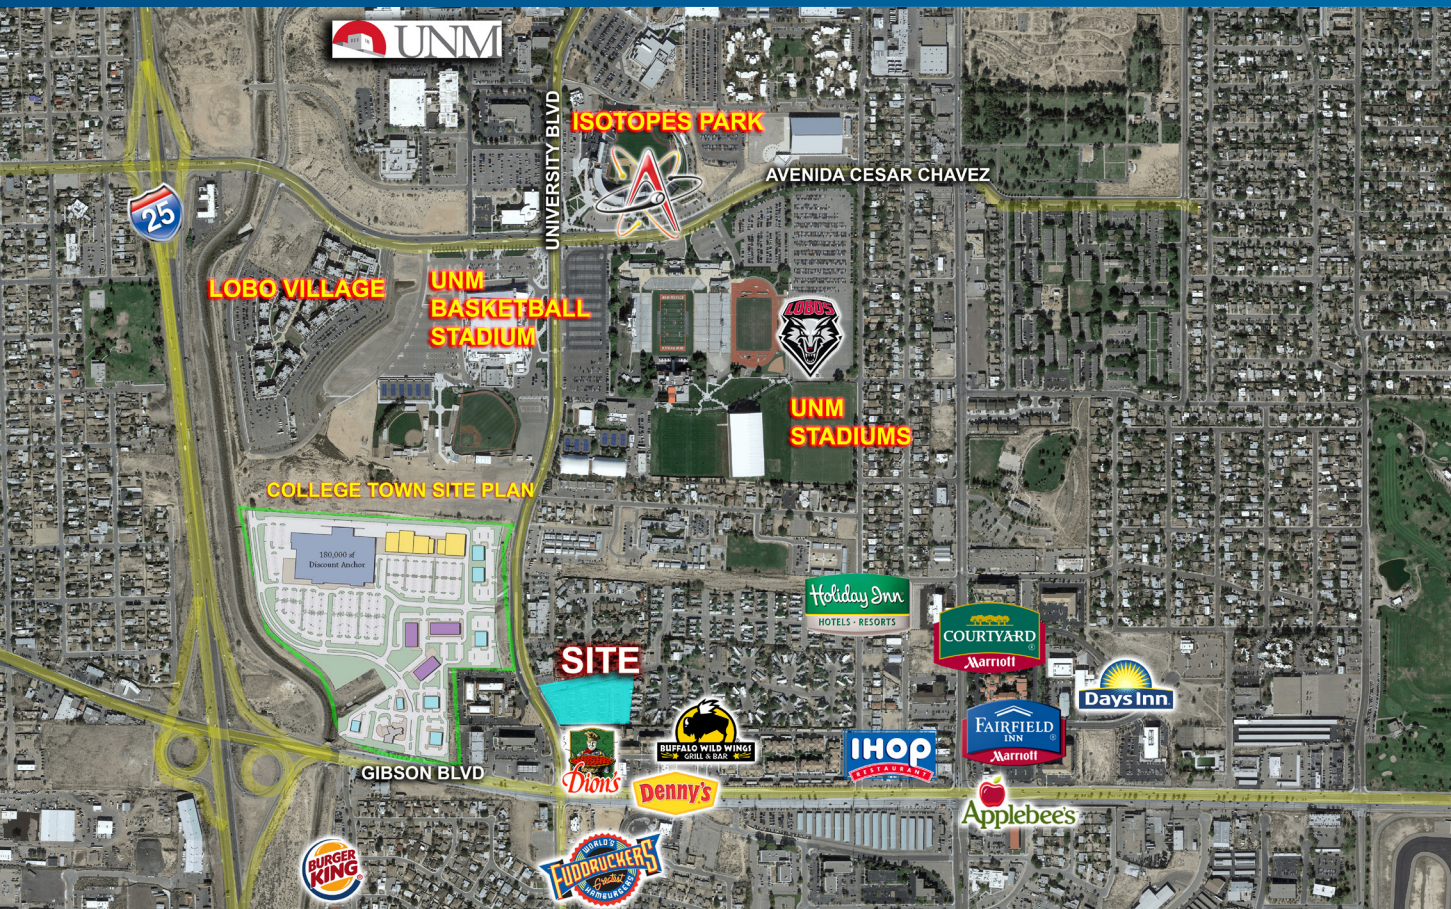 UNM
UNIVERSITY BLVD
ISOTOPES PARK
A
AVENIDA CESAR CHAVEZ
25
LOBO VILLAGE
UNM
BASKETBALL
STADIUM
LOBOS
UNM
STADIUMS
COLLEGE TOWN SITE PLAN
180,000 sf
Discount Anchor
Holiday Inn
HOTELS · RESORTS
COURTYARD
Marriott
SITE
Days Inn
BUFFALO WILD WINGS
GRILL & BAR
FAIRFIELD
INN
Marriott
IHOP
RESTAURANT
Dion's
Denny's
GIBSON BLVD
Applebee's
BURGER
KING
WORLD'S
FUDDRUCKERS
Greatest
HAMBURGERS